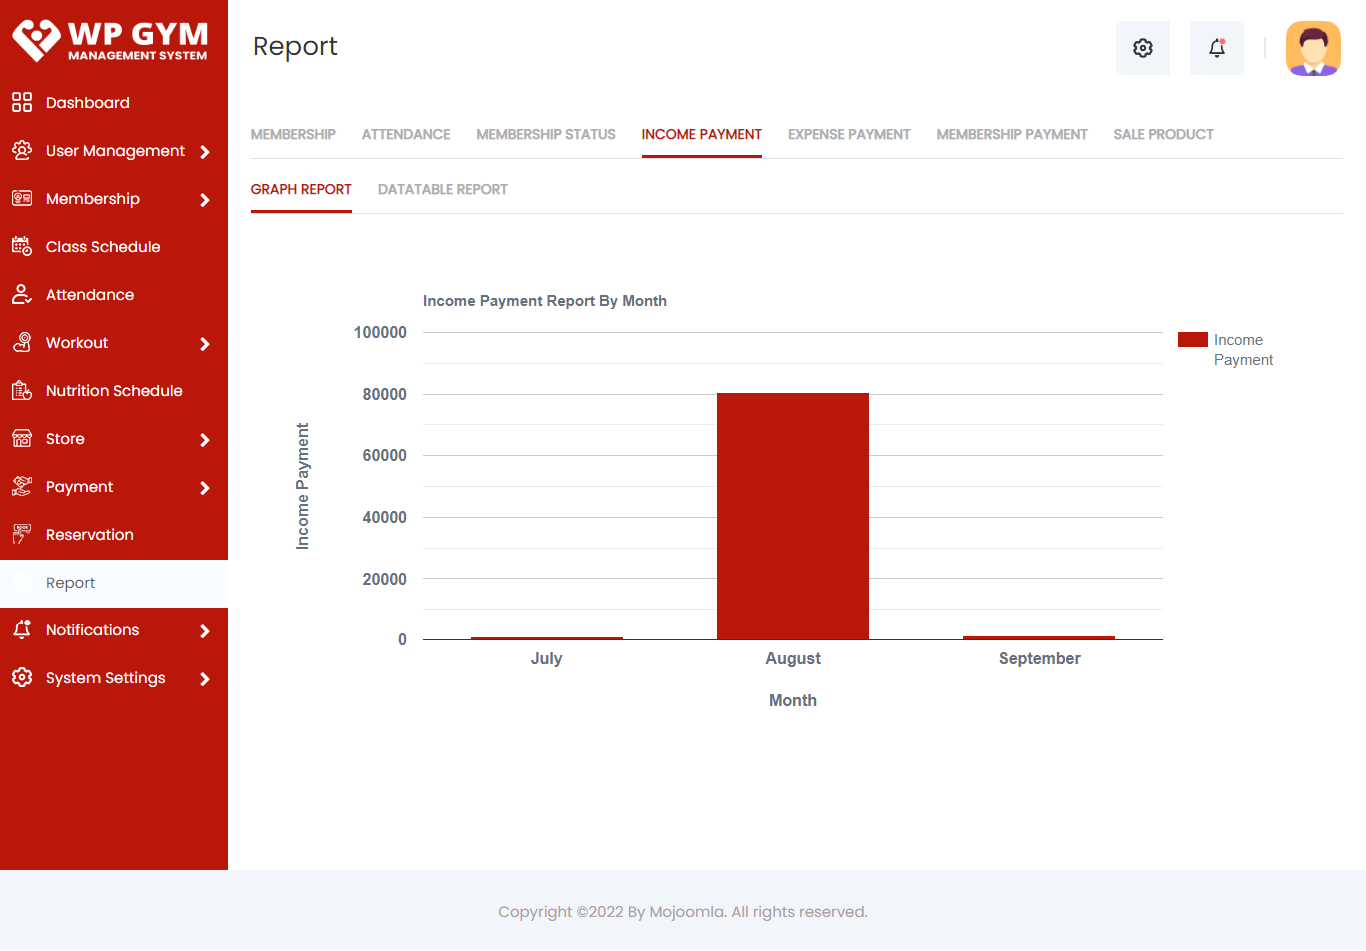 WP GYM
MANAGEMENT SYSTEM
Dashboard
User Management
Membership
Class Schedule
Attendance
Workout
Nutrition Schedule
Store
Payment
Reservation
Report
Notifications
System Settings
Report
MEMBERSHIP ATTENDANCE MEMBERSHIP STATUS INCOME PAYMENT EXPENSE PAYMENT MEMBERSHIP PAYMENT SALE PRODUCT
GRAPH REPORT DATATABLE REPORT
Income Payment Report By Month
100000
80000
60000
40000
20000
0
Income Payment
July August September
Month
Income
Payment
Copyright ©2022 By Mojoomla. All rights reserved.